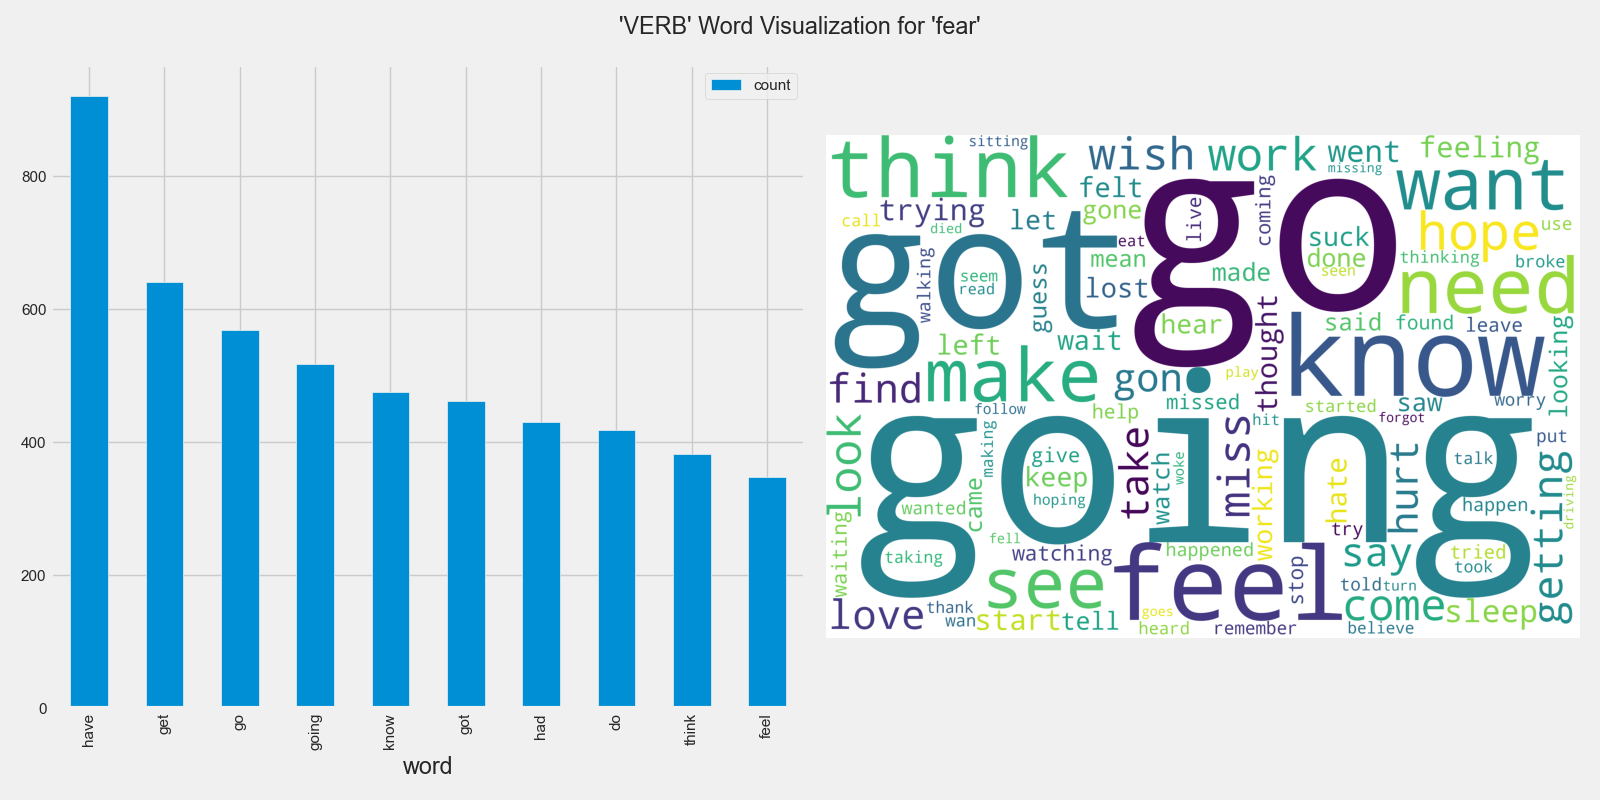 'VERB' Word Visualization for 'fear'
count
800
600
400
200
0
have
get
go
going
know
got
had
do
think
feel
word
think
sitting
wish
work
went
missing
feeling
want
call
trying
died
let
felt
gone
eat
mean
lost
go
live
coming
suck
done
seen
hope
use
thinking
broke
need
got
seem
read
walking
guess
made
hear
thought
said
found
leave
looking
know
left
wait
find
make
gon
play
missed
started
saw
worry
forgot
follow
help
hit
put
look
going
making
give
keep
hoping
came
wanted
take
watch
woke
miss
working
hate
hurt
try
talk
happen
getting
driving
waiting
taking
fell
watching
happened
feel
stop
say
tried
took
see
told
turn
love
thank
wan
start
tell
goes
heard
remember
come
believe
sleep